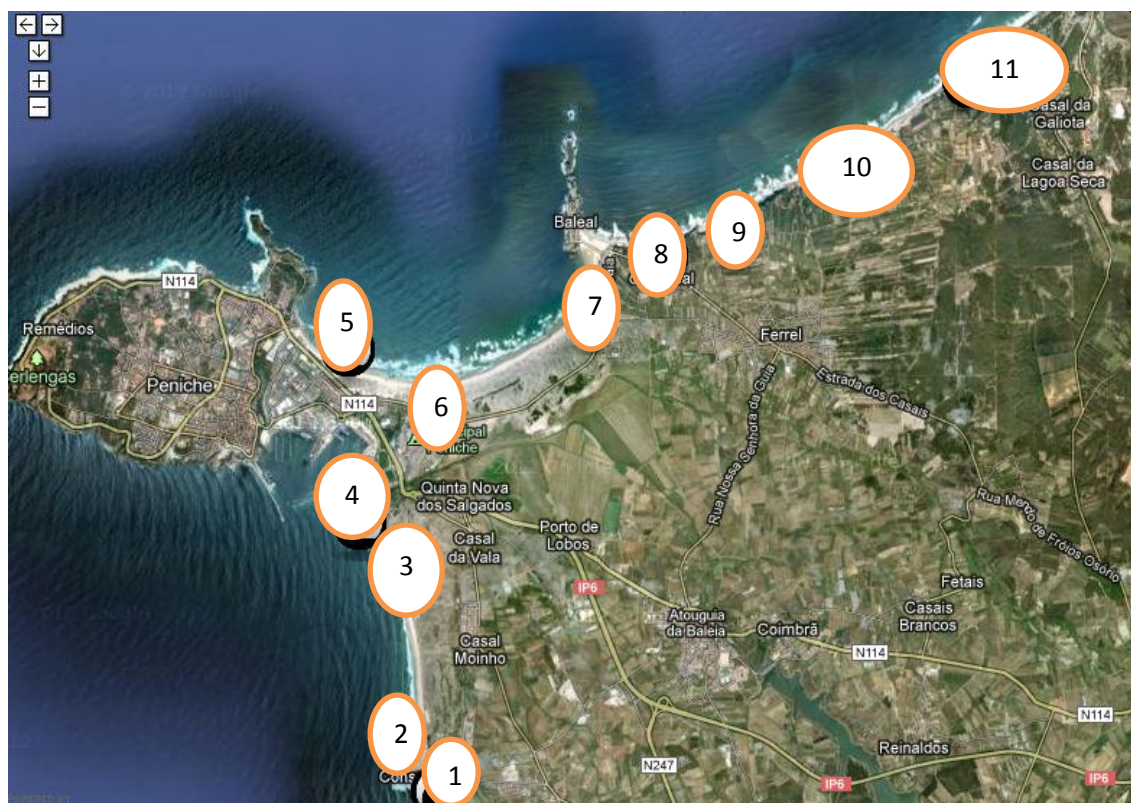 11
Casal da
Galiota
10
Casal da
Lagoa Seca
Baleal
9
8
N114
7
5
Remédios
Ferrel
Peniche
N114
Estrada dos Casais
6
Peniche
Rua Nossa Senhora da Guia
4
Quinta Nova
dos Salgados
Porto de
Lobos
Casal
da Vala
3
IP6
Fetais
Casais
Brancos
Atouguia
da Baleia
Coimbrã
Casal
Moinho
N114
N114
2
Reinaldos
1
N247
IP6
IP6